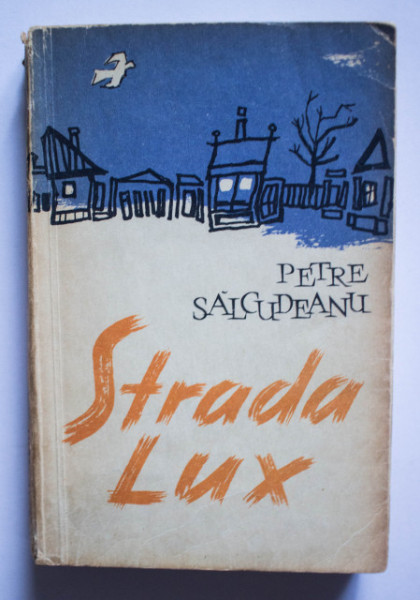 PETRE
SĂLCUDEANU
Strada
Lux